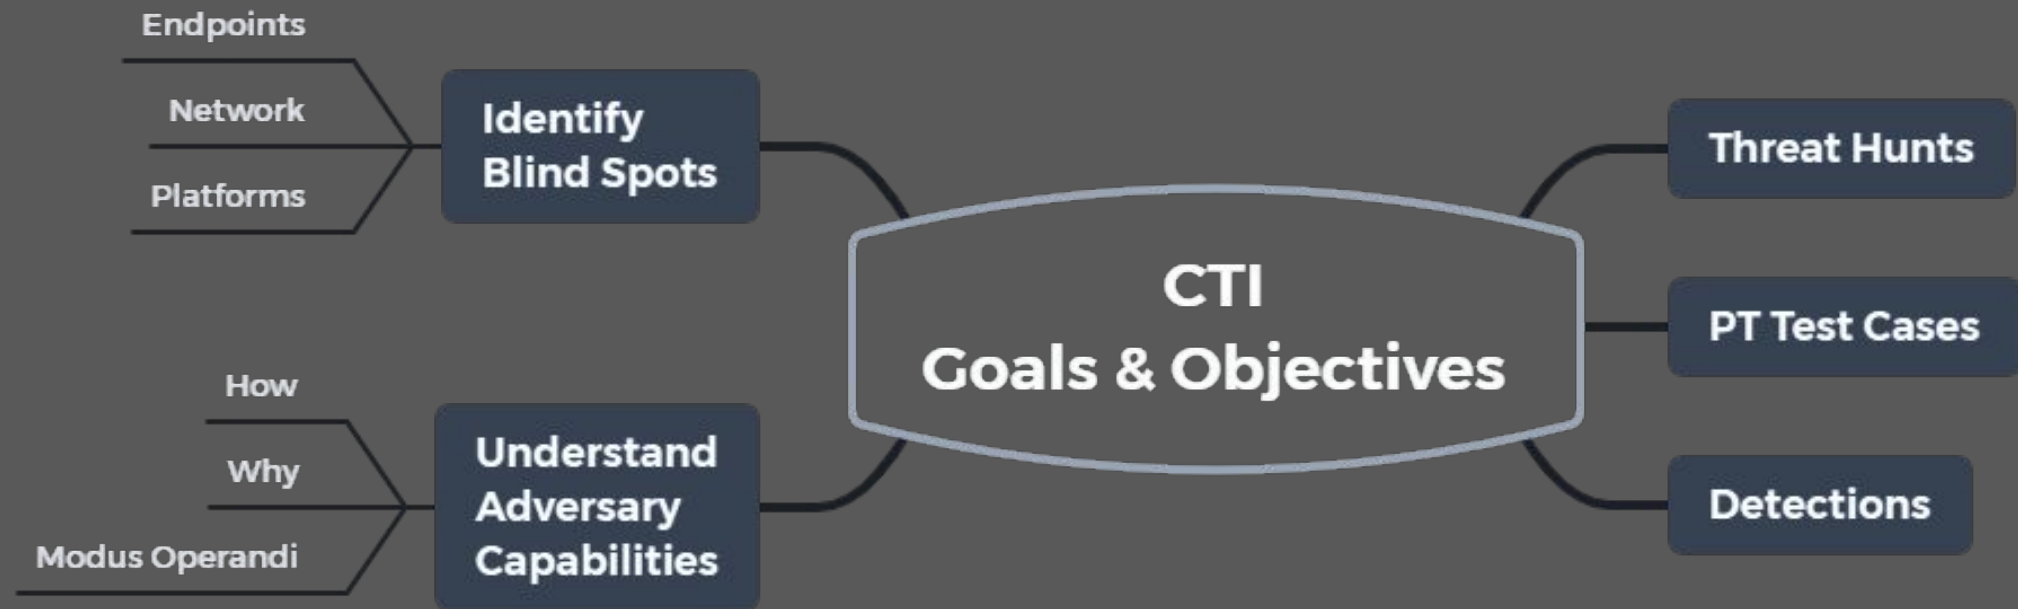 Endpoints
Network
Platforms
Identify
Blind Spots
How
Why
Modus Operandi
Understand
Adversary
Capabilities
CTI
Goals & Objectives
Threat Hunts
PT Test Cases
Detections